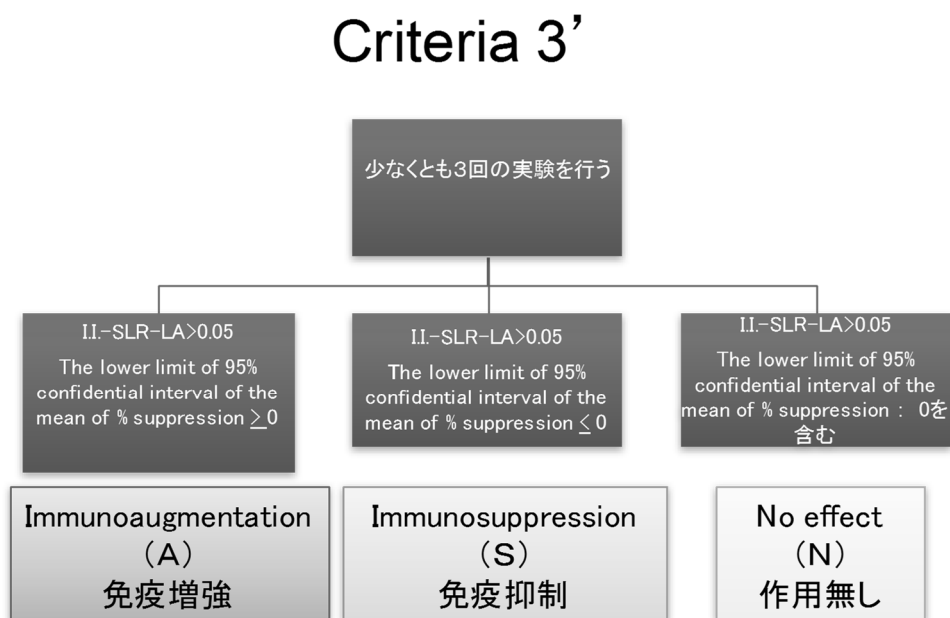 Criteria 3’
少なくとも3回の実験を行う
I.I.-SLR-LA>0.05
The lower limit of 95%
confidential interval of the
mean of % suppression ≥0
I.I.-SLR-LA>0.05
The lower limit of 95%
confidential interval of the
mean of % suppression ≤ 0
I.I.-SLR-LA>0.05
The lower limit of 95%
confidential interval of the
mean of % suppression : 0を
含む
Immunoaugmentation
(A)
免疫増強
Immunosuppression
(S)
免疫抑制
No effect
(N)
作用無し